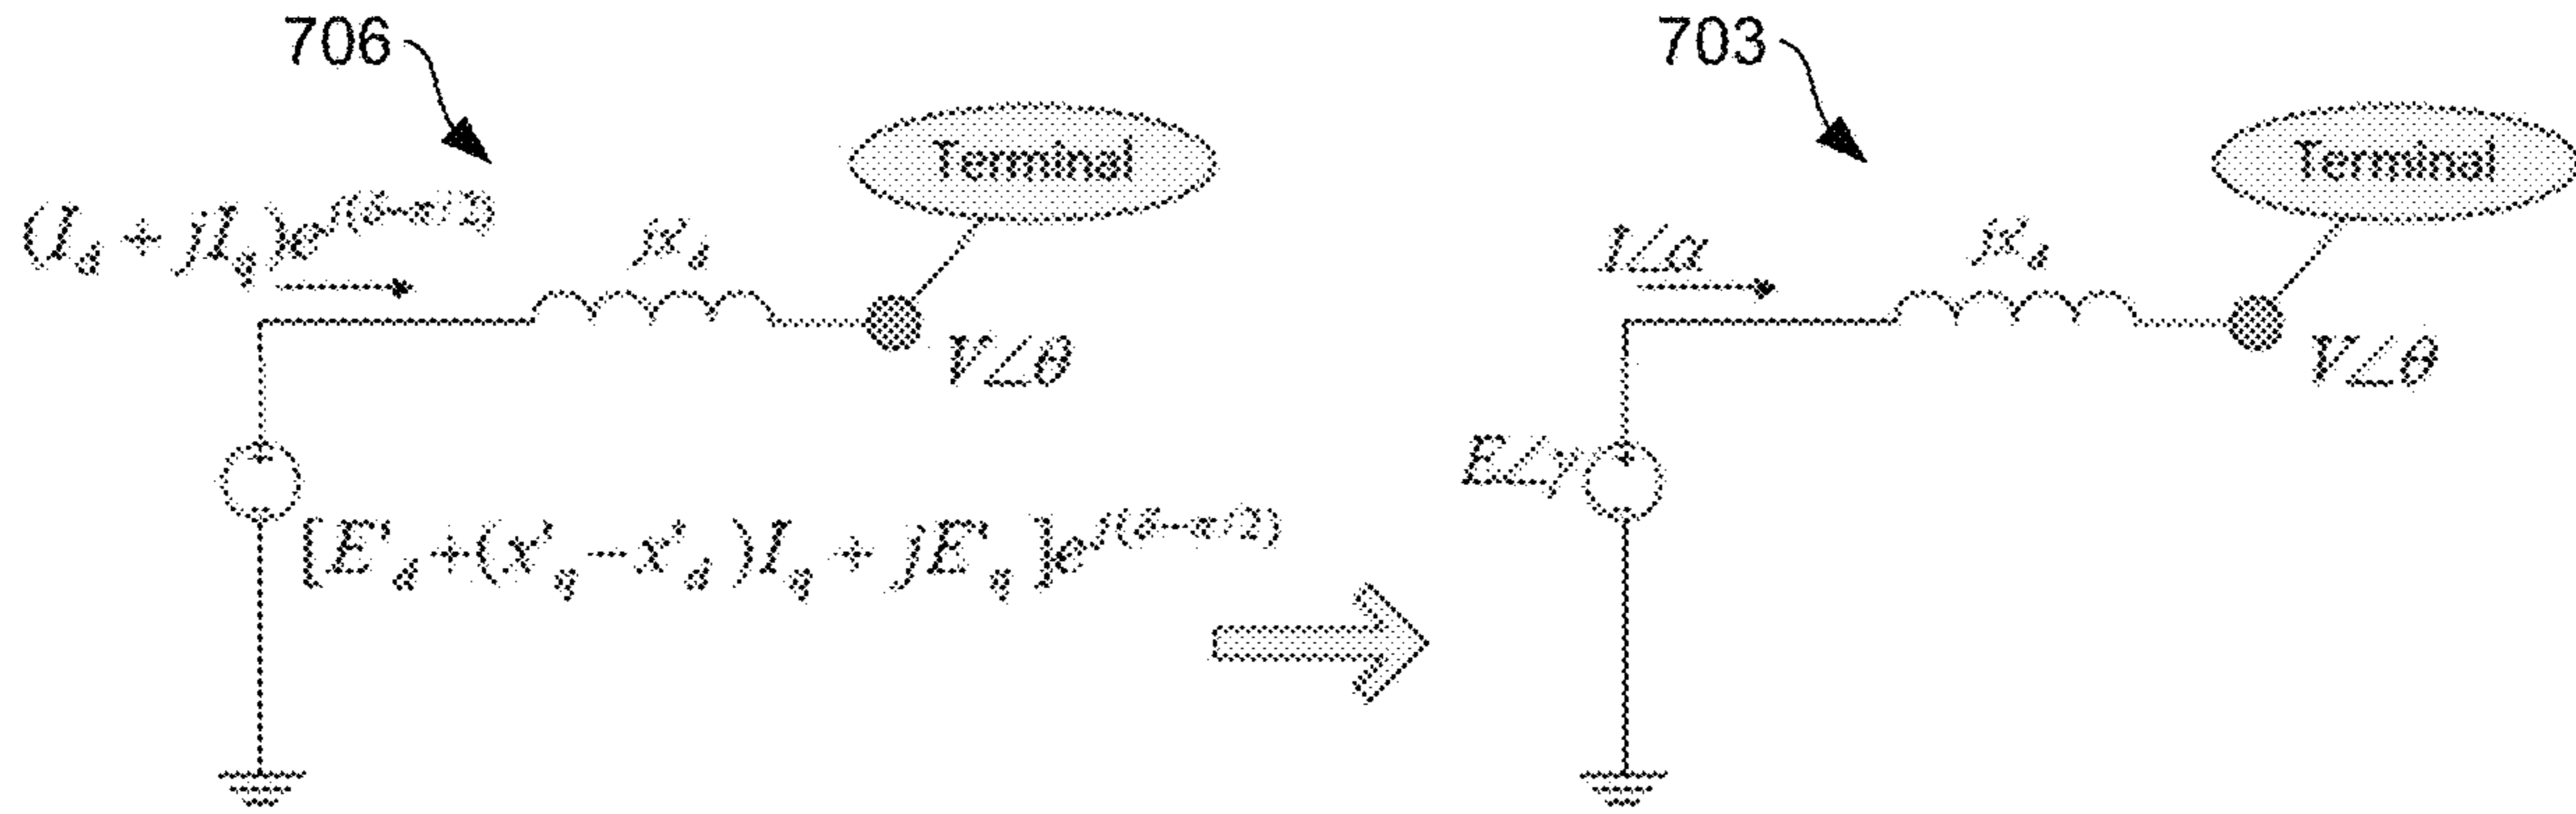 706
703
Terminal
Terminal
(I_d + jI_q)e^{j(δ−π/2)}
jx'_d
I∠α
jx'_d
V∠θ
V∠θ
E∠γ
[E'_d+(x'_q−x'_d)I_q + jE'_q]e^{j(δ−π/2)}